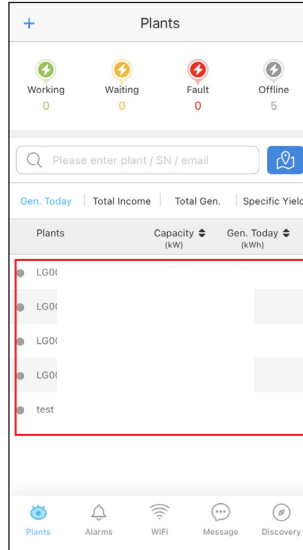 + Plants
Working Waiting Fault Offline
0 0 0 5
Please enter plant / SN / email
Gen. Today Total Income Total Gen. Specific Yield
Plants Capacity Gen. Today
(kW) (kWh)
LG00
LG00
LG00
LG00
test
Plants Alarms WiFi Message Discovery